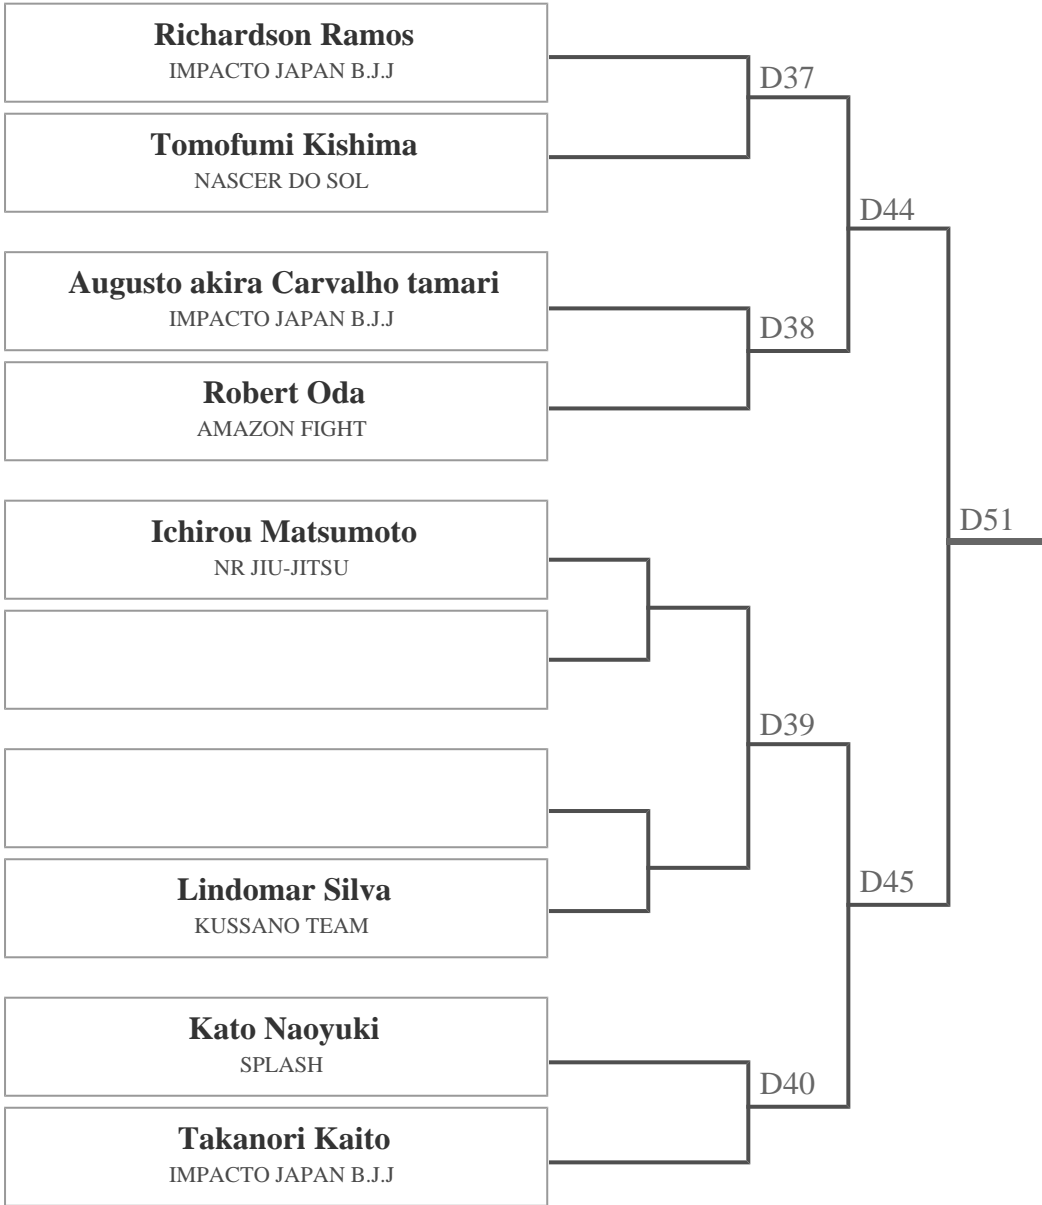 Richardson Ramos
IMPACTO JAPAN B.J.J
D37
Tomofumi Kishima
NASCER DO SOL
D44
Augusto akira Carvalho tamari
IMPACTO JAPAN B.J.J
D38
Robert Oda
AMAZON FIGHT
Ichirou Matsumoto
NR JIU-JITSU
D51
D39
Lindomar Silva
KUSSANO TEAM
D45
Kato Naoyuki
SPLASH
D40
Takanori Kaito
IMPACTO JAPAN B.J.J